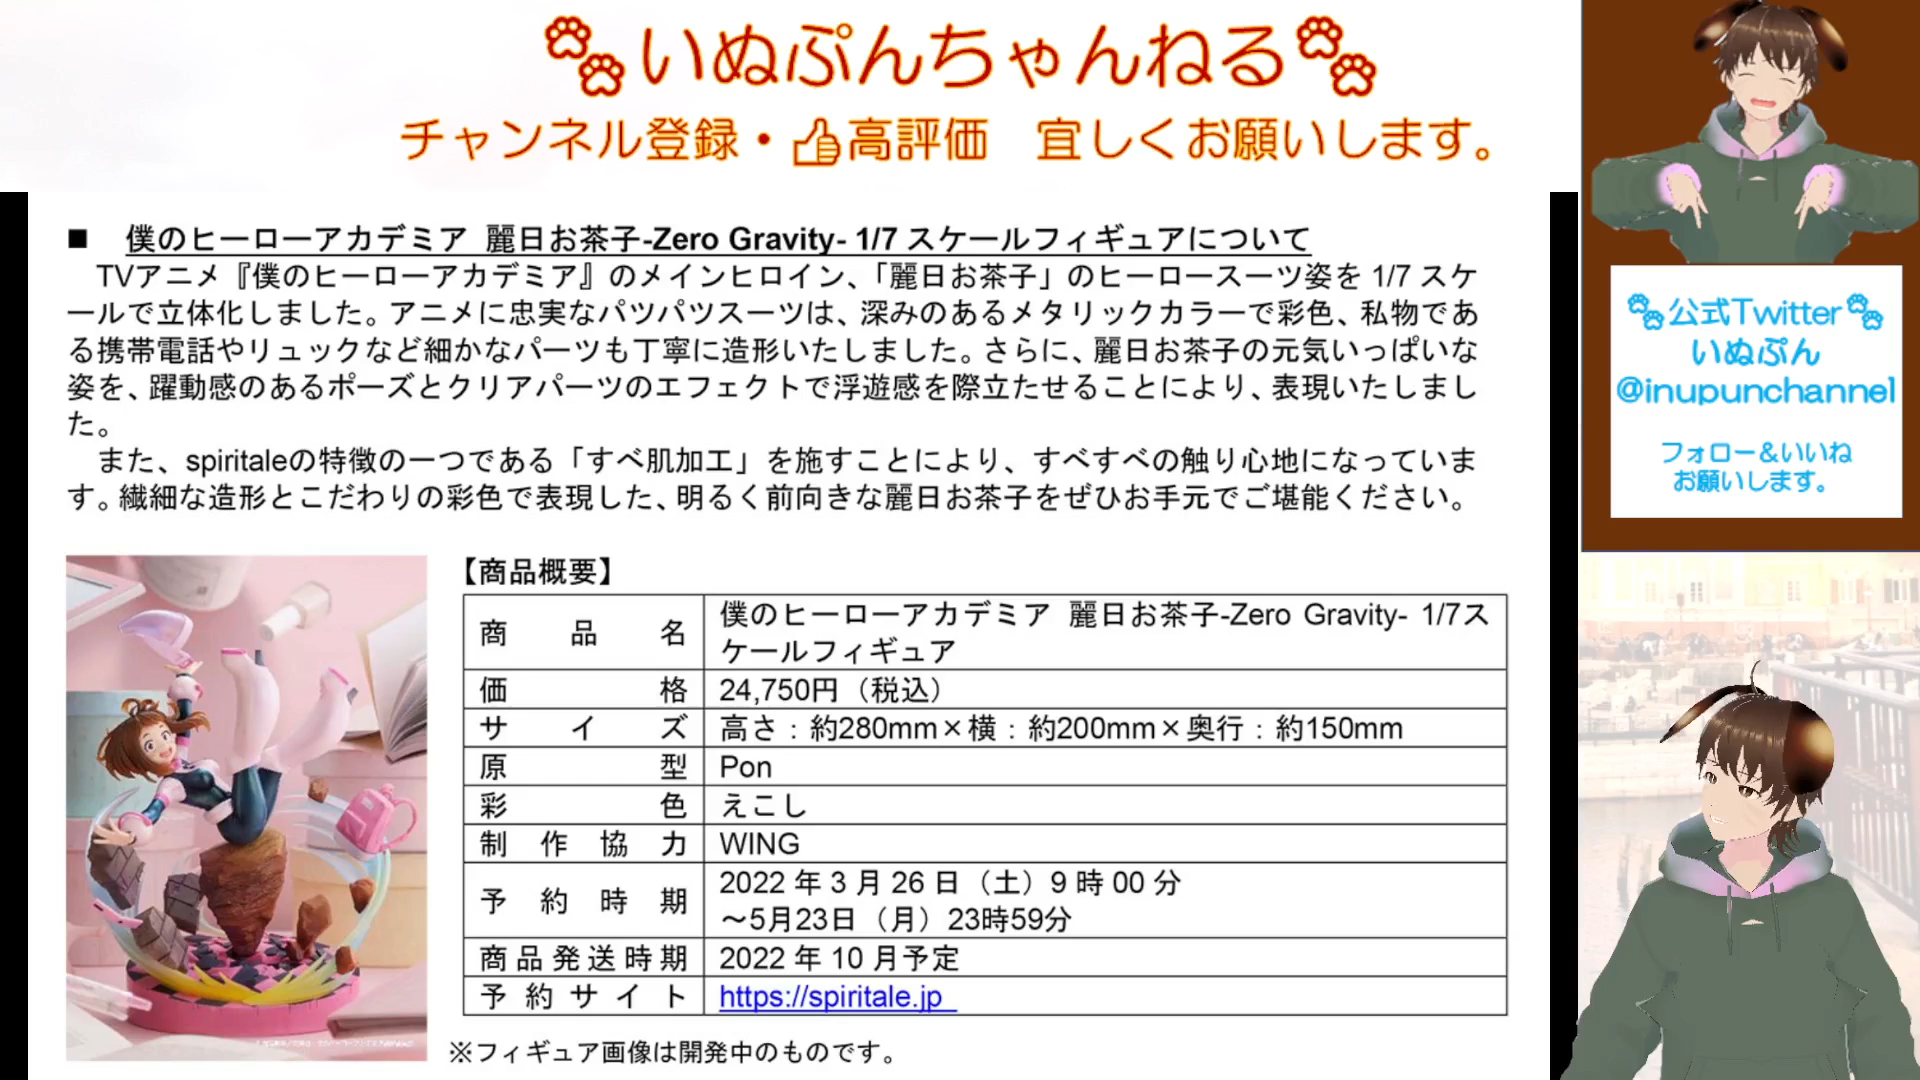 いぬぷんちゃんねる
チャンネル登録・高評価　宜しくお願いします。
■　僕のヒーローアカデミア 麗日お茶子-Zero Gravity- 1/7 スケールフィギュアについて
TVアニメ『僕のヒーローアカデミア』のメインヒロイン、「麗日お茶子」のヒーロースーツ姿を 1/7 スケ
ールで立体化しました。アニメに忠実なパツパツスーツは、深みのあるメタリックカラーで彩色、私物であ
る携帯電話やリュックなど細かなパーツも丁寧に造形いたしました。さらに、麗日お茶子の元気いっぱいな
姿を、躍動感のあるポーズとクリアパーツのエフェクトで浮遊感を際立たせることにより、表現いたしまし
た。
また、spiritaleの特徴の一つである「すべ肌加工」を施すことにより、すべすべの触り心地になっていま
す。繊細な造形とこだわりの彩色で表現した、明るく前向きな麗日お茶子をぜひお手元でご堪能ください。
【商品概要】
商品名 僕のヒーローアカデミア 麗日お茶子-Zero Gravity- 1/7ス
ケールフィギュア
価格 24,750円（税込）
サイズ 高さ：約280mm×横：約200mm×奥行：約150mm
原型 Pon
彩色 えこし
制作協力 WING
予約時期 2022 年 3 月 26 日（土）9 時 00 分
～5月23日（月）23時59分
商品発送時期 2022 年 10 月予定
予約サイト https://spiritale.jp
※フィギュア画像は開発中のものです。
公式Twitter
いぬぷん
@inupunchannel
フォロー＆いいね
お願いします。